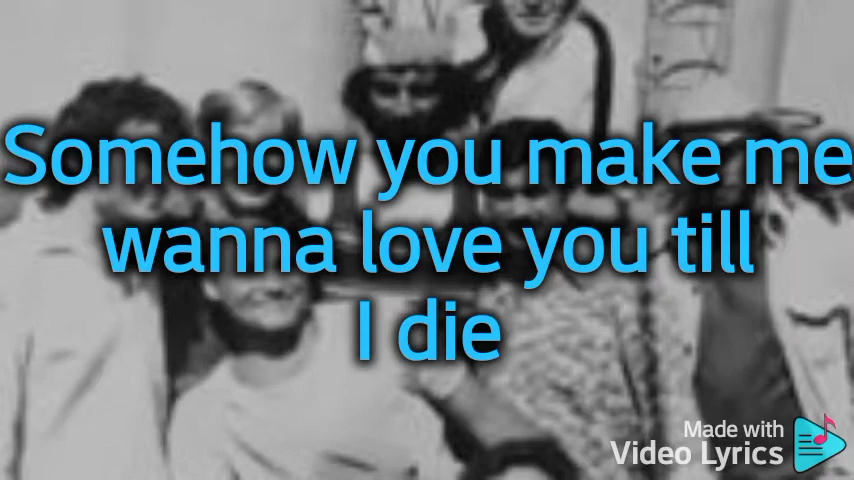 Somehow you make me
wanna love you till
I die
Made with
Video Lyrics